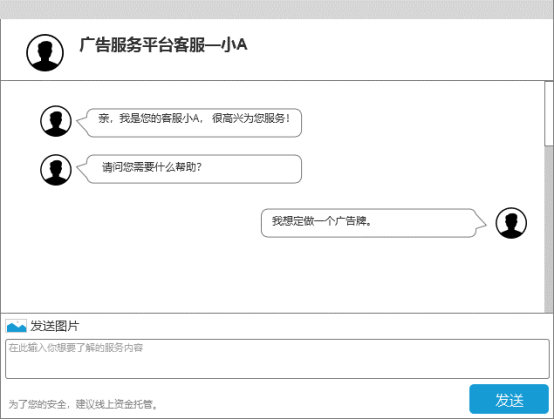 广告服务平台客服—小A
亲，我是您的客服小A， 很高兴为您服务！
请问您需要什么帮助？
我想定做一个广告牌。
发送图片
在此输入你想要了解的服务内容
为了您的安全，建议线上资金托管。
发送